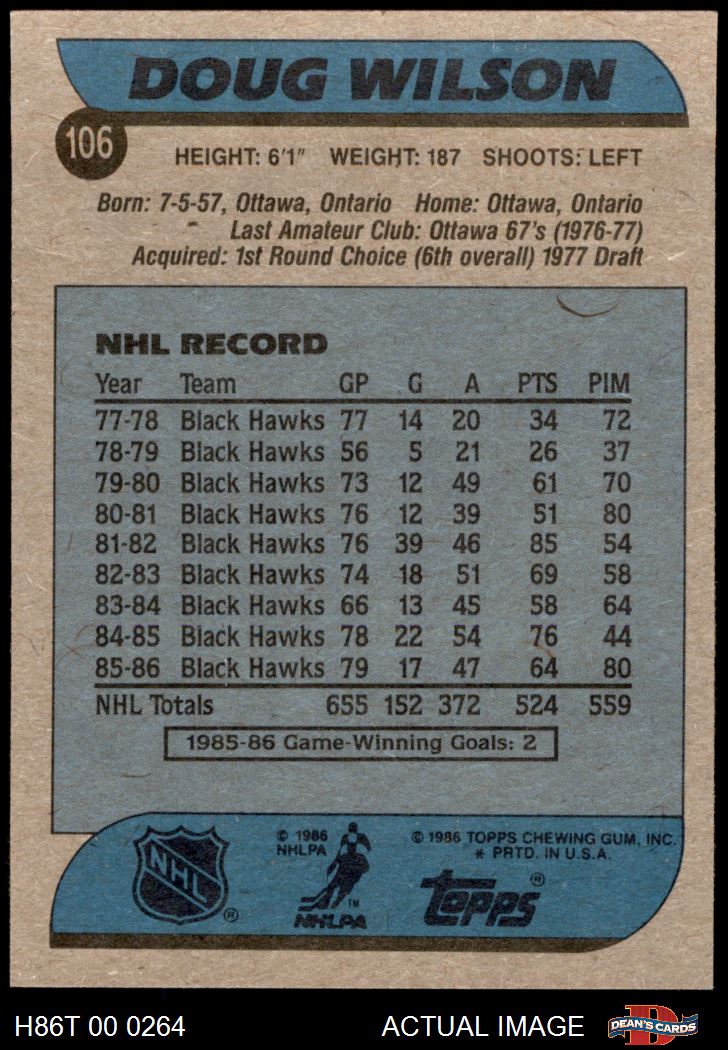 DOUG WILSON
106
HEIGHT: 6'1" WEIGHT: 187 SHOOTS: LEFT
Born: 7-5-57, Ottawa, Ontario Home: Ottawa, Ontario
Last Amateur Club: Ottawa 67's (1976-77)
Acquired: 1st Round Choice (6th overall) 1977 Draft
NHL RECORD
Year Team GP G A PTS PIM
77-78 Black Hawks 77 14 20 34 72
78-79 Black Hawks 56 5 21 26 37
79-80 Black Hawks 73 12 49 61 70
80-81 Black Hawks 76 12 39 51 80
81-82 Black Hawks 76 39 46 85 54
82-83 Black Hawks 74 18 51 69 58
83-84 Black Hawks 66 13 45 58 64
84-85 Black Hawks 78 22 54 76 44
85-86 Black Hawks 79 17 47 64 80
NHL Totals 655 152 372 524 559
1985-86 Game-Winning Goals: 2
NHL ®
© 1986
NHLPA
TM
NHLPA
© 1986 TOPPS CHEWING GUM, INC.
* PRTD. IN U.S.A.
topps ®
H86T 00 0264 ACTUAL IMAGE
D
DEAN'S CARDS